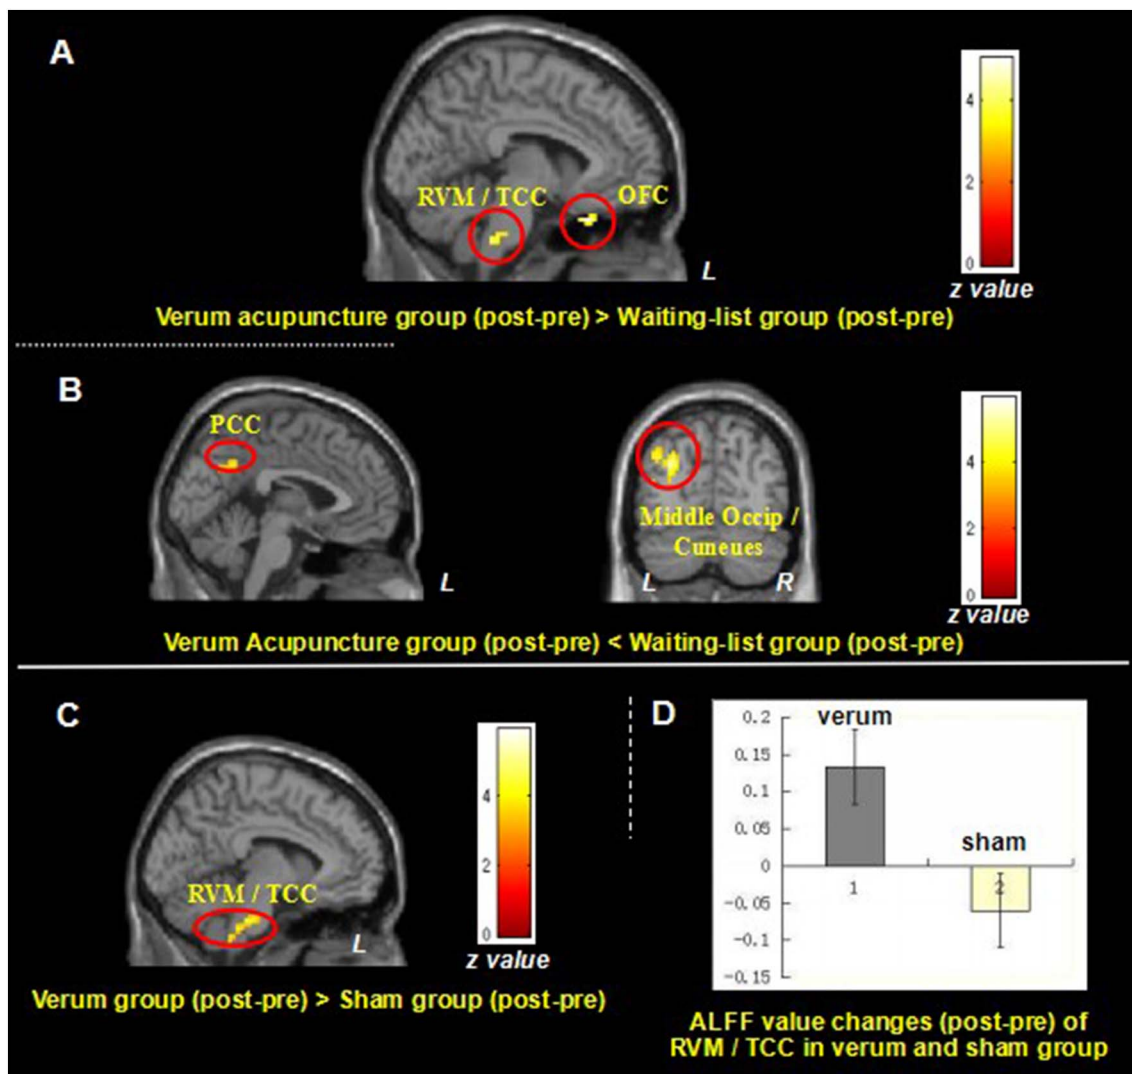 A
RVM / TCC
OFC
L
4
2
0
z value
Verum acupuncture group (post-pre) > Waiting-list group (post-pre)
B
PCC
L
Middle Occip /
Cuneues
L
R
4
2
0
z value
Verum Acupuncture group (post-pre) < Waiting-list group (post-pre)
C
RVM / TCC
L
4
2
0
z value
Verum group (post-pre) > Sham group (post-pre)
D
0.2
0.15
0.1
0.05
0
-0.05
-0.1
-0.15
verum
sham
1
2
ALFF value changes (post-pre) of
RVM / TCC in verum and sham group